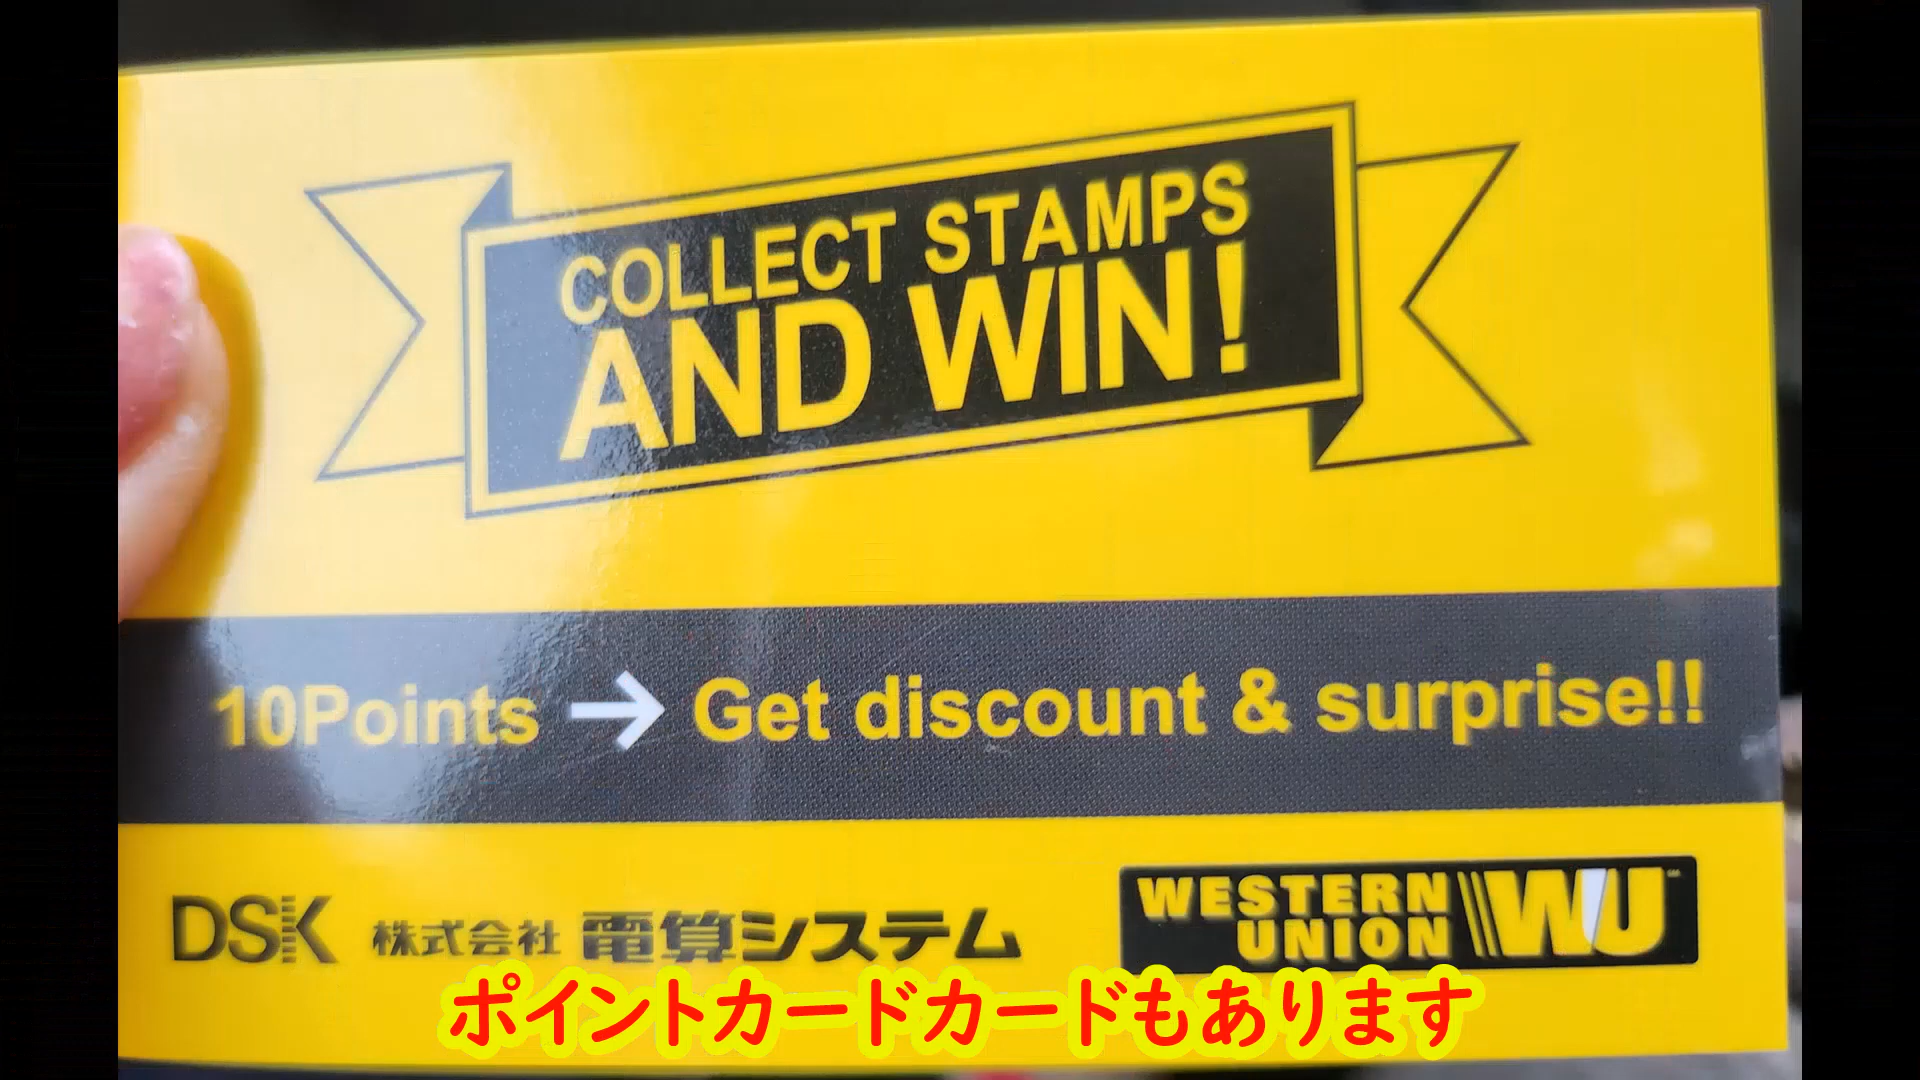 COLLECT STAMPS
AND WIN!
10Points → Get discount & surprise!!
DSK 株式会社 電算システム
WESTERN
UNION WU
ポイントカードカードもあります